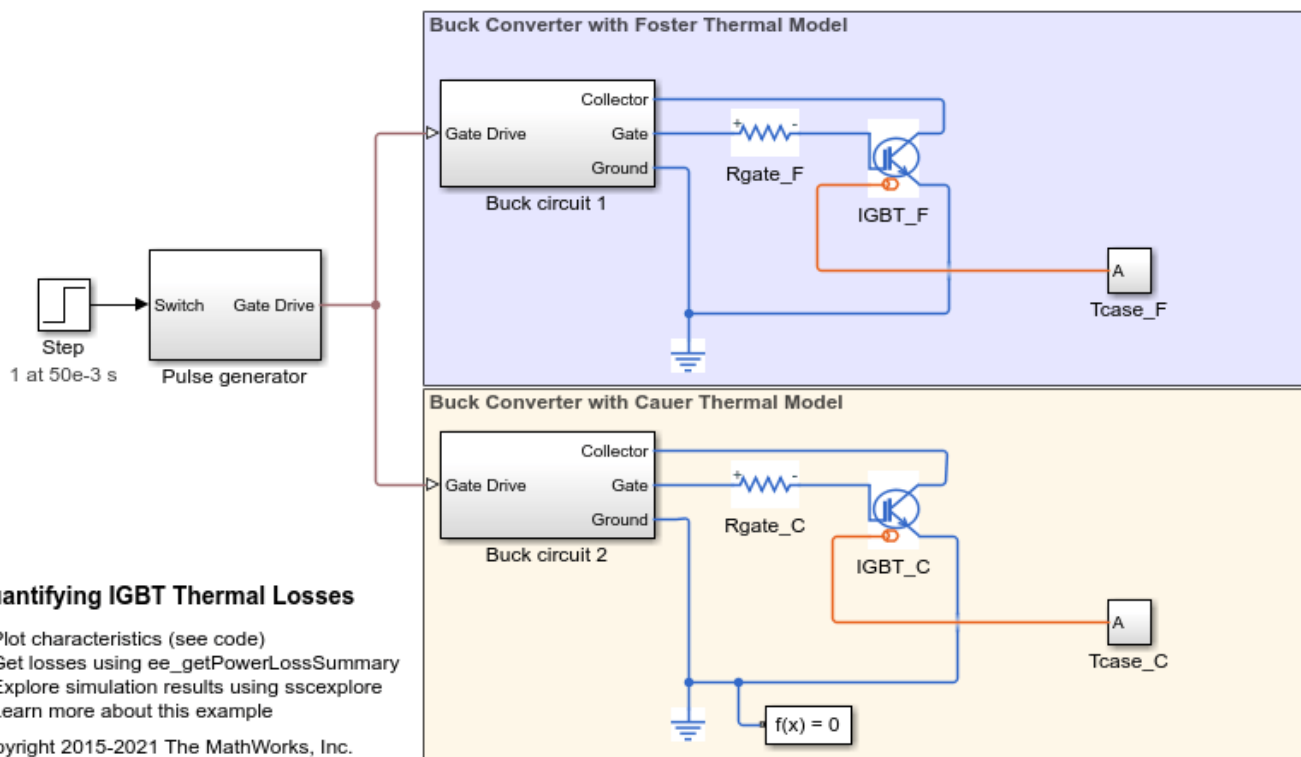 Buck Converter with Foster Thermal Model
Collector
Gate Drive
Gate
Ground
Buck circuit 1
+
-
Rgate_F
IGBT_F
A
Tcase_F
Switch
Gate Drive
Step
1 at 50e-3 s
Pulse generator
Buck Converter with Cauer Thermal Model
Collector
Gate Drive
Gate
Ground
Buck circuit 2
+
-
Rgate_C
IGBT_C
A
Tcase_C
f(x) = 0
uantifying IGBT Thermal Losses
Plot characteristics (see code)
Get losses using ee_getPowerLossSummary
Explore simulation results using sscexplore
Learn more about this example
pyright 2015-2021 The MathWorks, Inc.